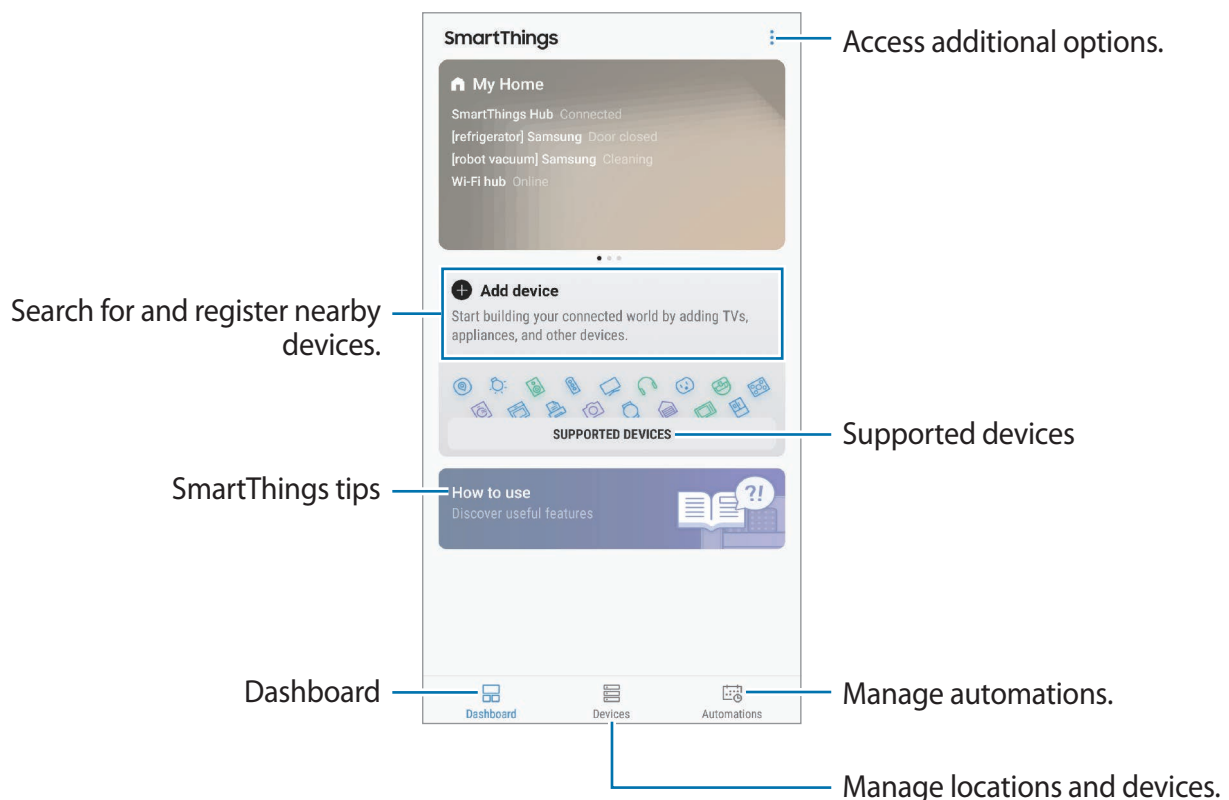 SmartThings
Access additional options.
My Home
SmartThings Hub Connected
[refrigerator] Samsung Door closed
[robot vacuum] Samsung Cleaning
Wi-Fi hub Online
Add device
Start building your connected world by adding TVs,
appliances, and other devices.
Search for and register nearby
devices.
SUPPORTED DEVICES
Supported devices
SmartThings tips
How to use
Discover useful features
?!
Dashboard
Dashboard
Devices
Automations
Manage automations.
Manage locations and devices.